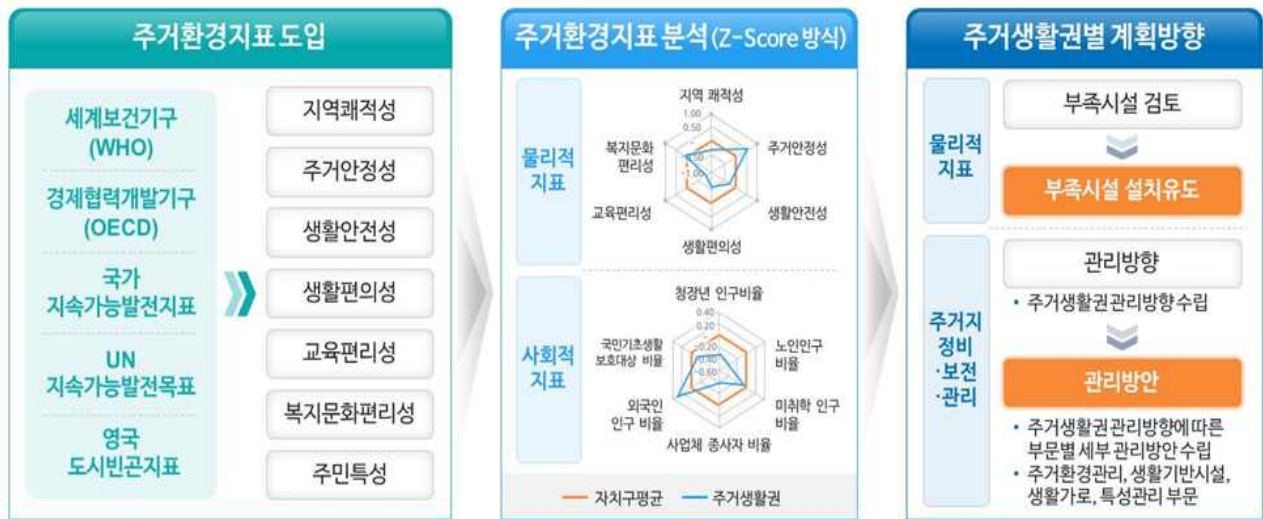 주거환경지표 도입
세계보건기구
(WHO)
경제협력개발기구
(OECD)
국가
지속가능발전지표
UN
지속가능발전목표
영국
도시빈곤지표
지역쾌적성
주거안정성
생활안전성
생활편의성
교육편리성
복지문화편리성
주민특성
주거환경지표 분석 (Z-Score 방식)
물리적
지표
지역 쾌적성
1.00
0.50
-1.00
주거안정성
생활안전성
생활편의성
교육편리성
복지문화
편리성
사회적
지표
청장년 인구비율
0.40
0.20
-0.20
-0.40
-0.60
노인인구
비율
미취학 인구
비율
사업체 종사자 비율
외국인
인구 비율
국민기초생활
보호대상 비율
자치구평균
주거생활권
주거생활권별 계획방향
물리적
지표
부족시설 검토
부족시설 설치유도
주거지
정비
·보전
·관리
관리방향
• 주거생활권 관리방향 수립
관리방안
• 주거생활권 관리방향에 따른
부문별 세부 관리방안 수립
• 주거환경관리, 생활기반시설,
생활가로, 특성관리 부문